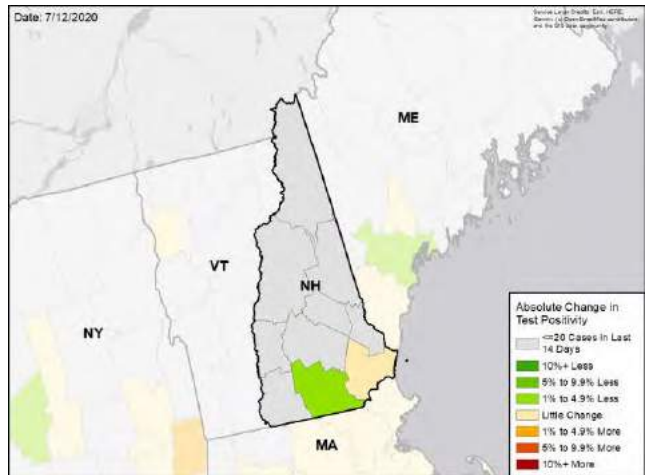 Date: 7/12/2020
ME
VT
NH
NY
MA
Absolute Change in
Test Positivity
<=20 Cases in Last
14 Days
10%+ Less
5% to 9.9% Less
1% to 4.9% Less
Little Change
1% to 4.9% More
5% to 9.9% More
10%+ More